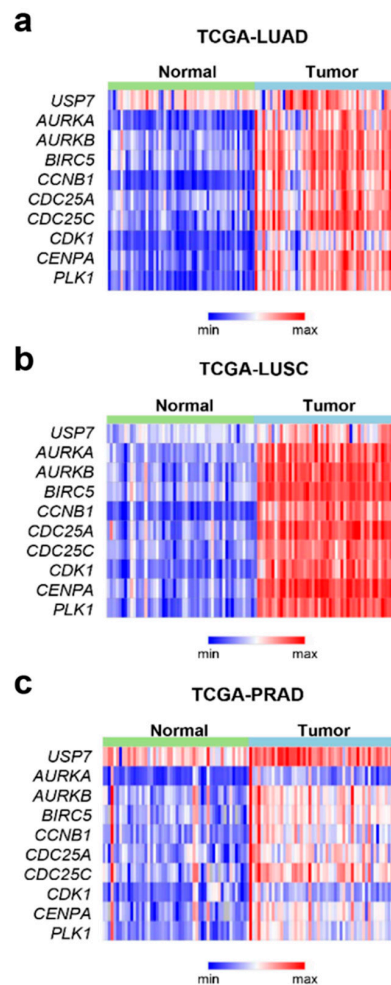 a
TCGA-LUAD
Normal Tumor
USP7
AURKA
AURKB
BIRC5
CCNB1
CDC25A
CDC25C
CDK1
CENPA
PLK1
min max
b
TCGA-LUSC
Normal Tumor
USP7
AURKA
AURKB
BIRC5
CCNB1
CDC25A
CDC25C
CDK1
CENPA
PLK1
min max
c
TCGA-PRAD
Normal Tumor
USP7
AURKA
AURKB
BIRC5
CCNB1
CDC25A
CDC25C
CDK1
CENPA
PLK1
min max